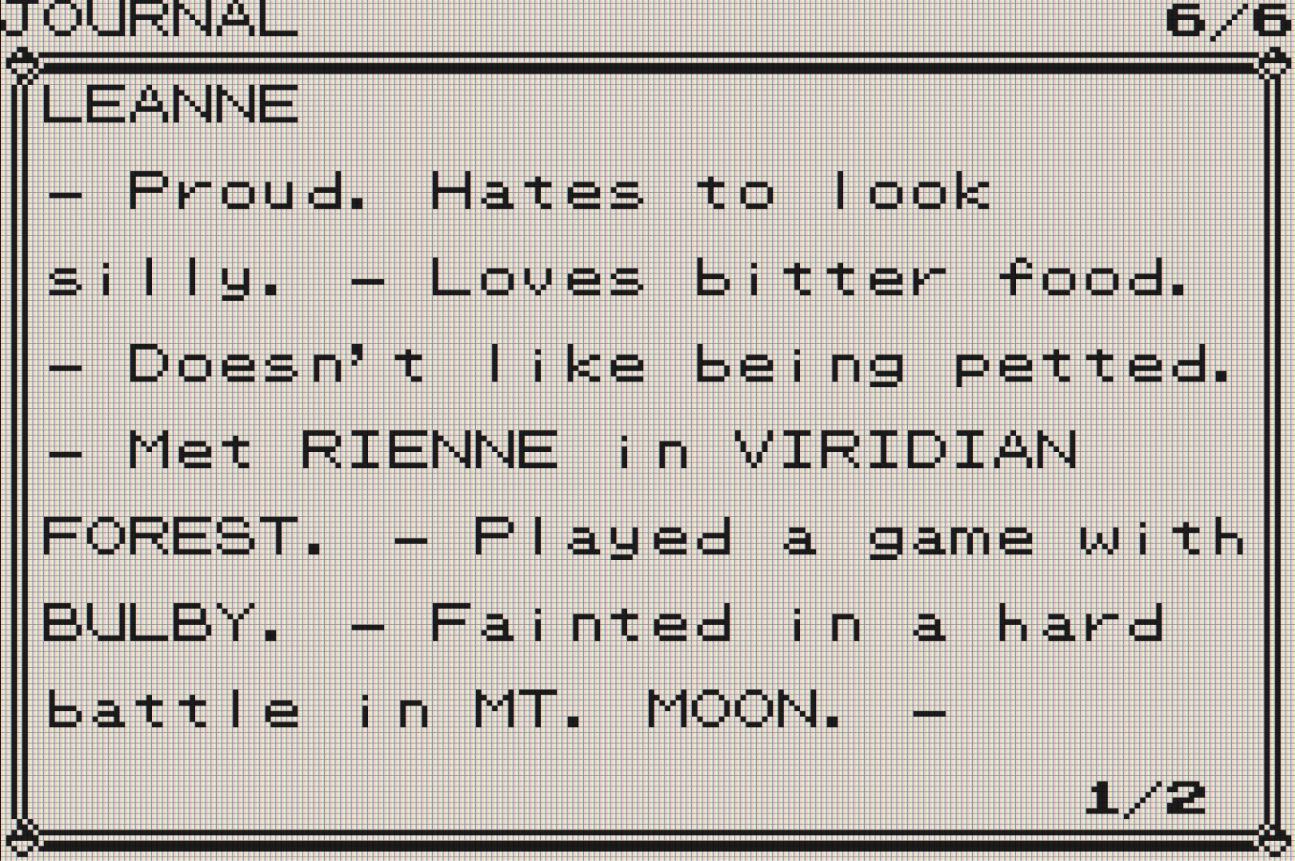 JOURNAL 6/6
LEANNE
- Proud. Hates to look
silly. - Loves bitter food.
- Doesn't like being petted.
- Met RIENNE in VIRIDIAN
FOREST. - Played a game with
BULBY. - Fainted in a hard
battle in MT. MOON. -
1/2